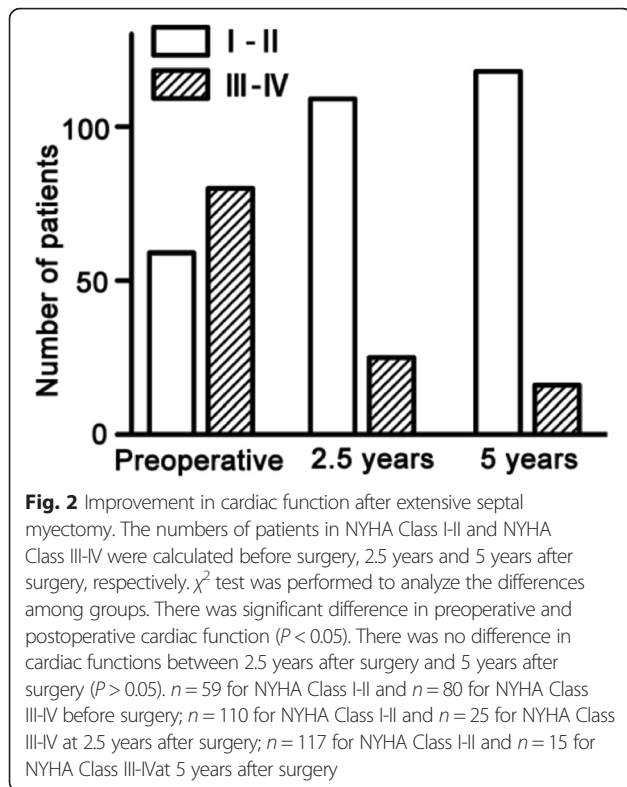 I - II
III - IV
100
50
0
Number of patients
Preoperative 2.5 years 5 years
Fig. 2 Improvement in cardiac function after extensive septal
myectomy. The numbers of patients in NYHA Class I-II and NYHA
Class III-IV were calculated before surgery, 2.5 years and 5 years after
surgery, respectively. χ² test was performed to analyze the differences
among groups. There was significant difference in preoperative and
postoperative cardiac function (P < 0.05). There was no difference in
cardiac functions between 2.5 years after surgery and 5 years after
surgery (P > 0.05). n = 59 for NYHA Class I-II and n = 80 for NYHA Class
III-IV before surgery; n = 110 for NYHA Class I-II and n = 25 for NYHA Class
III-IV at 2.5 years after surgery; n = 117 for NYHA Class I-II and n = 15 for
NYHA Class III-IVat 5 years after surgery